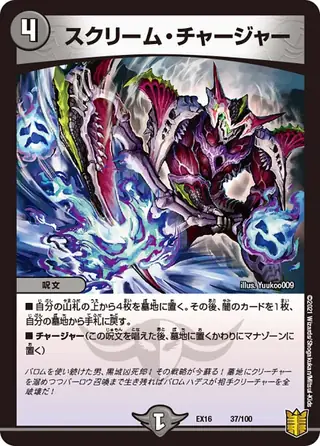 4
スクリーム・チャージャー
illus. Yuukoo009
呪文
■自分の山札の上から4枚を墓地に置く。その後、闇のカードを1枚、
自分の墓地から手札に戻す。
■チャージャー(この呪文を唱えた後、墓地に置くかわりにマナゾーンに
置く)
バロムを使い続けた男、黒城凶死郎！その戦略が今蘇る！墓地にクリーチャー
を溜めつつバーロウ召喚まで生き残ればバロム・ハデスが相手クリーチャーを
全破壊だ！
1
EX16
37/100